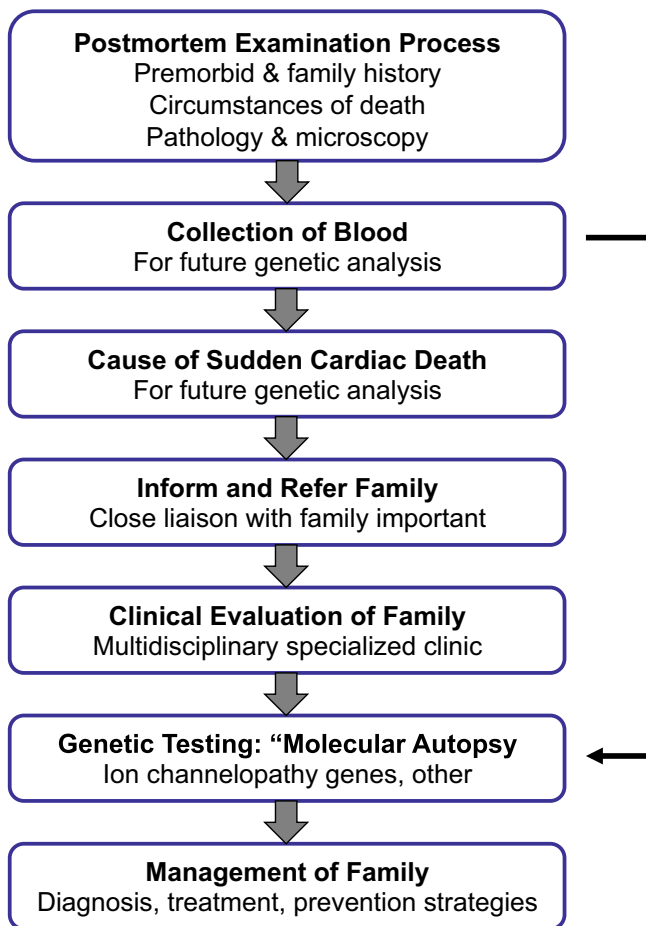 Postmortem Examination Process
Premorbid & family history
Circumstances of death
Pathology & microscopy
Collection of Blood
For future genetic analysis
Cause of Sudden Cardiac Death
For future genetic analysis
Inform and Refer Family
Close liaison with family important
Clinical Evaluation of Family
Multidisciplinary specialized clinic
Genetic Testing: “Molecular Autopsy
Ion channelopathy genes, other
Management of Family
Diagnosis, treatment, prevention strategies